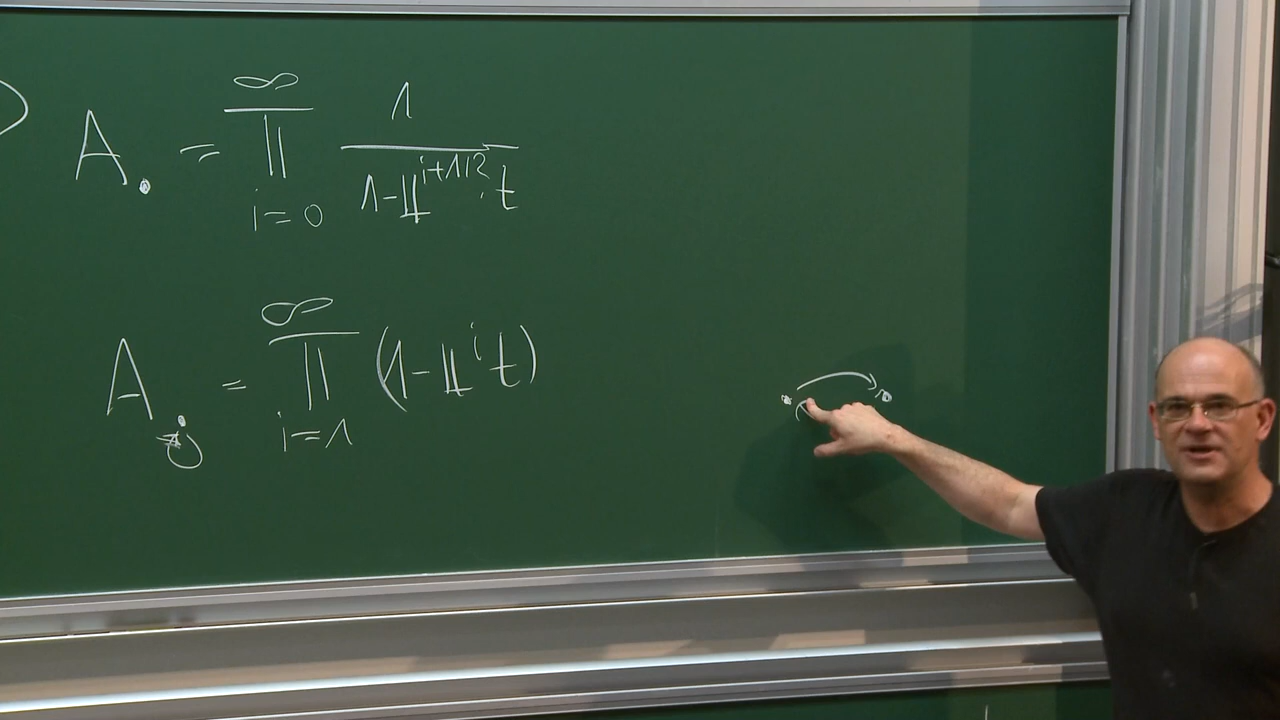 A. = ∞∏i=0 1/(1-𝕃^{i+1/2}t)
A = ∞∏i=1 (1-𝕃^i t)